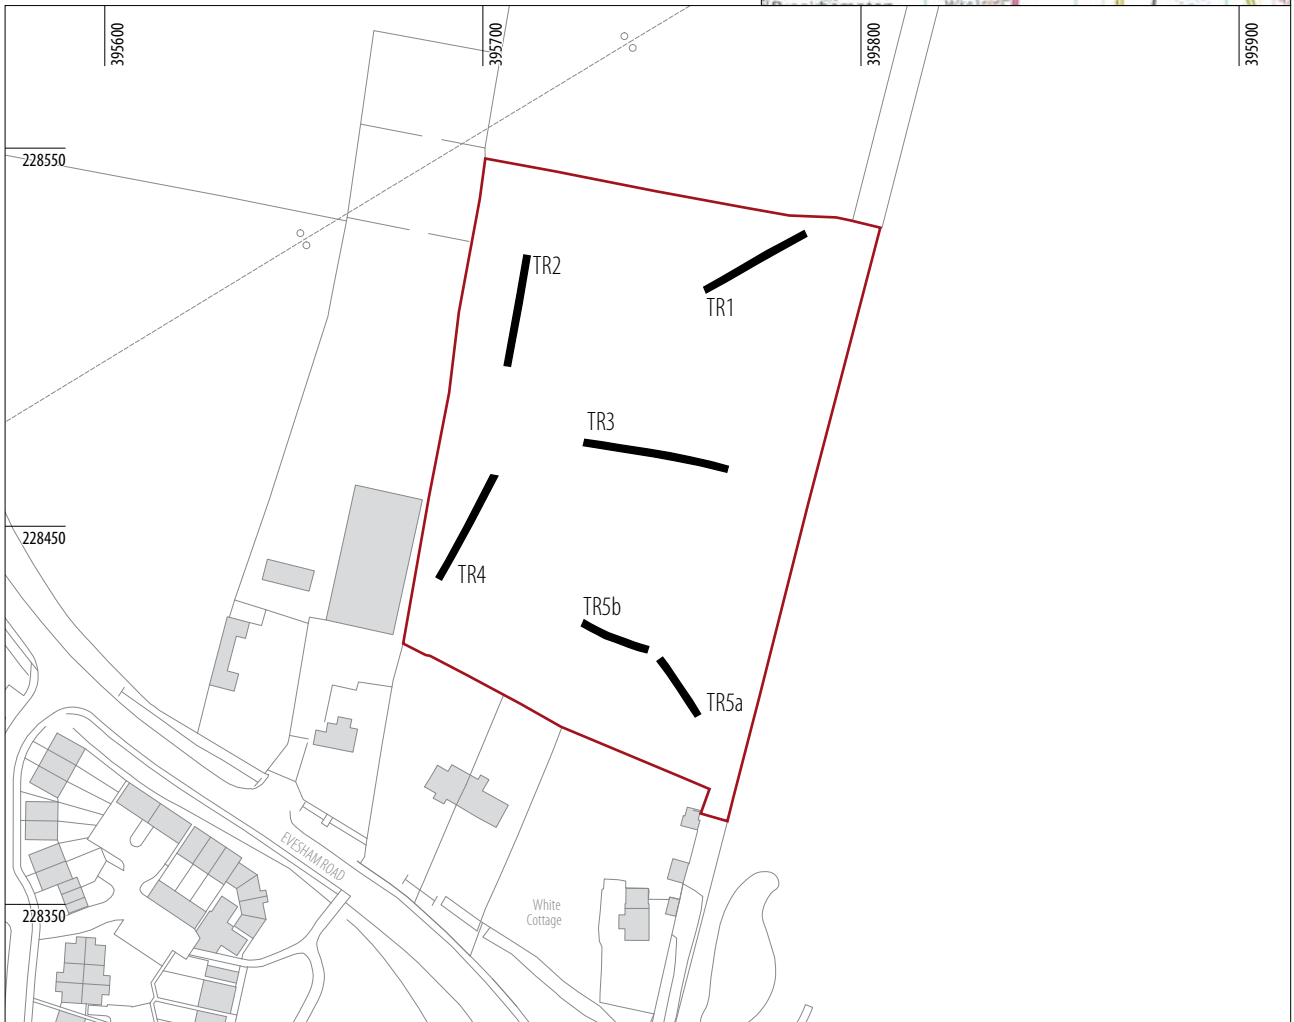 395600
395700
395800
395900
228550
TR2
TR1
TR3
228450
TR4
TR5b
TR5a
EVESHAM ROAD
228350
White
Cottage